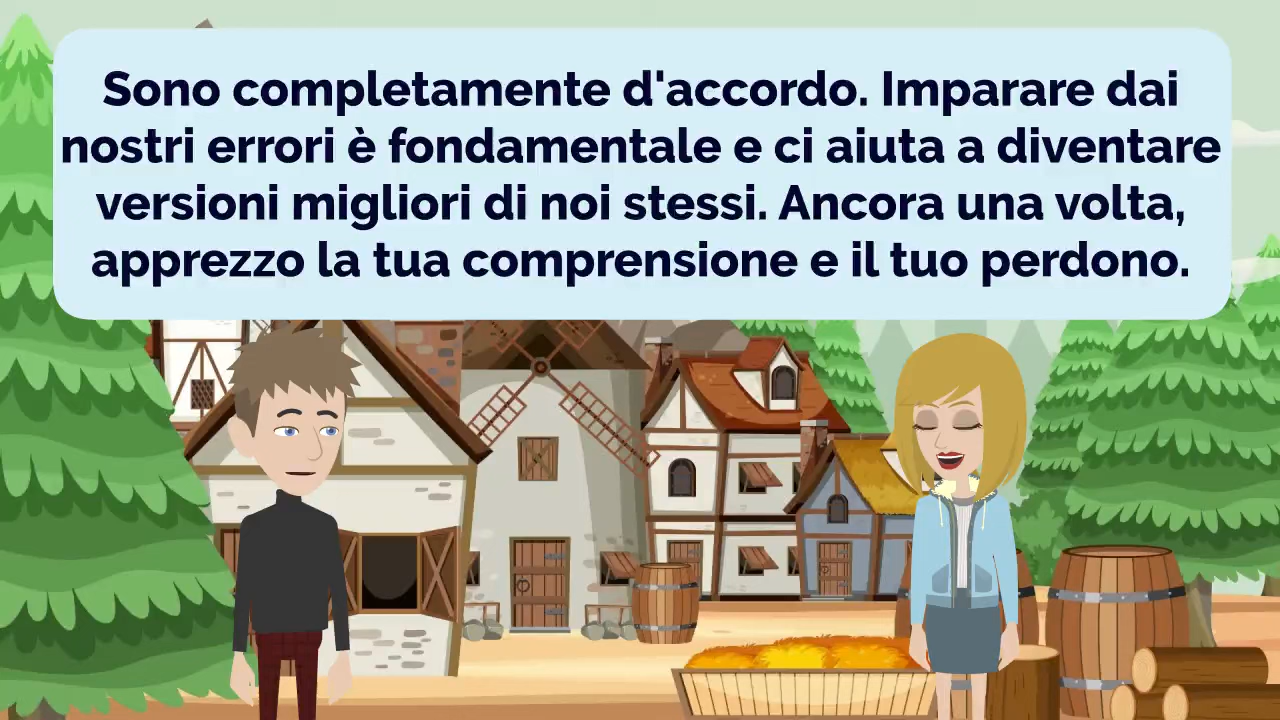 Sono completamente d'accordo. Imparare dai
nostri errori è fondamentale e ci aiuta a diventare
versioni migliori di noi stessi. Ancora una volta,
apprezzo la tua comprensione e il tuo perdono.